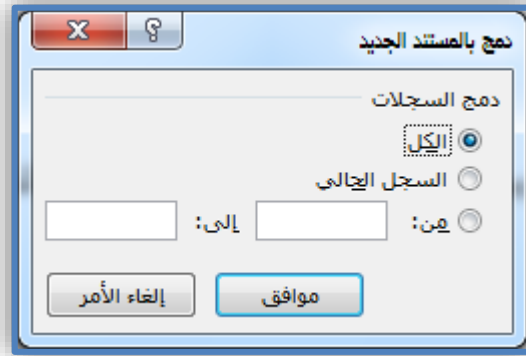 دمج بالمستند الجديد
دمج السجلات
الكل
السجل الحالي
من: إلى:
موافق إلغاء الأمر